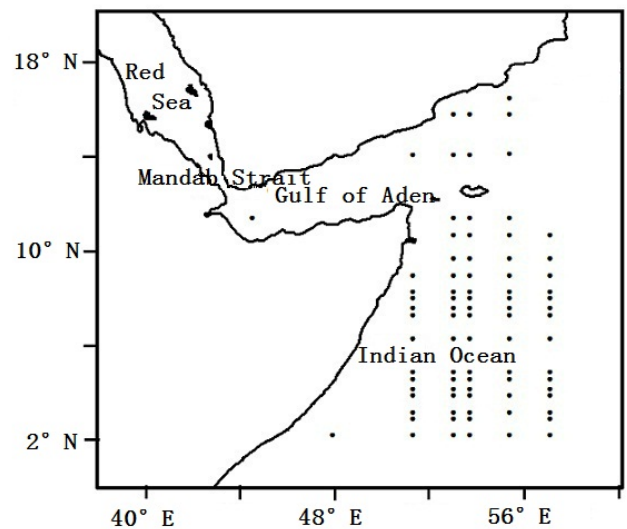 18° N
Red
Sea
Mandab Strait
Gulf of Aden
10° N
Indian Ocean
2° N
40° E
48° E
56° E